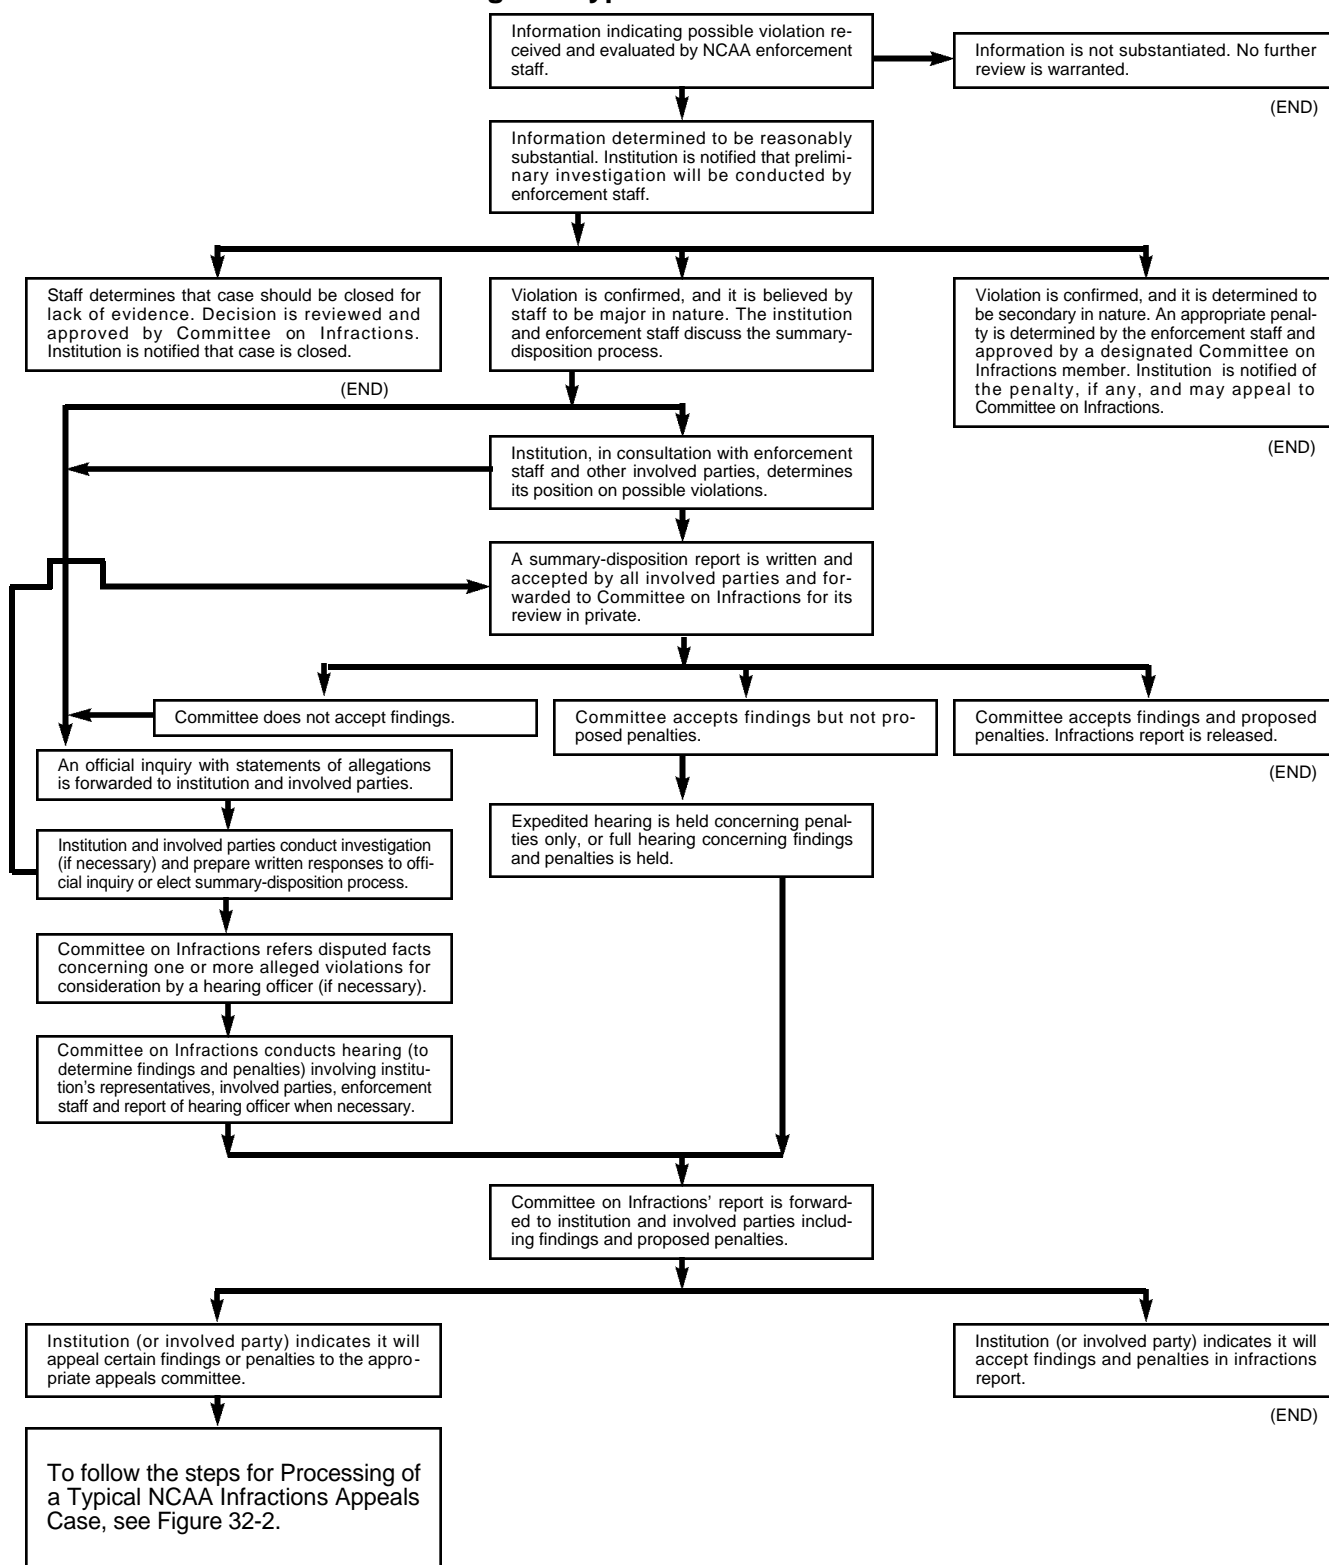 Information indicating possible violation re-
ceived and evaluated by NCAA enforcement
staff.
Information is not substantiated. No further
review is warranted.
(END)
Information determined to be reasonably
substantial. Institution is notified that prelimi-
nary investigation will be conducted by
enforcement staff.
Staff determines that case should be closed for
lack of evidence. Decision is reviewed and
approved by Committee on Infractions.
Institution is notified that case is closed.
(END)
Violation is confirmed, and it is believed by
staff to be major in nature. The institution
and enforcement staff discuss the summary-
disposition process.
Violation is confirmed, and it is determined to
be secondary in nature. An appropriate penal-
ty is determined by the enforcement staff and
approved by a designated Committee on
Infractions member. Institution is notified of
the penalty, if any, and may appeal to
Committee on Infractions.
(END)
Institution, in consultation with enforcement
staff and other involved parties, determines
its position on possible violations.
A summary-disposition report is written and
accepted by all involved parties and for-
warded to Committee on Infractions for its
review in private.
Committee does not accept findings.
Committee accepts findings but not pro-
posed penalties.
Committee accepts findings and proposed
penalties. Infractions report is released.
(END)
An official inquiry with statements of allegations
is forwarded to institution and involved parties.
Expedited hearing is held concerning penal-
ties only, or full hearing concerning findings
and penalties is held.
Institution and involved parties conduct investigation
(if necessary) and prepare written responses to offi-
cial inquiry or elect summary-disposition process.
Committee on Infractions refers disputed facts
concerning one or more alleged violations for
consideration by a hearing officer (if necessary).
Committee on Infractions conducts hearing (to
determine findings and penalties) involving institu-
tion's representatives, involved parties, enforcement
staff and report of hearing officer when necessary.
Committee on Infractions' report is forward-
ed to institution and involved parties includ-
ing findings and proposed penalties.
Institution (or involved party) indicates it will
appeal certain findings or penalties to the appro-
priate appeals committee.
Institution (or involved party) indicates it will
accept findings and penalties in infractions
report.
(END)
To follow the steps for Processing of
a Typical NCAA Infractions Appeals
Case, see Figure 32-2.